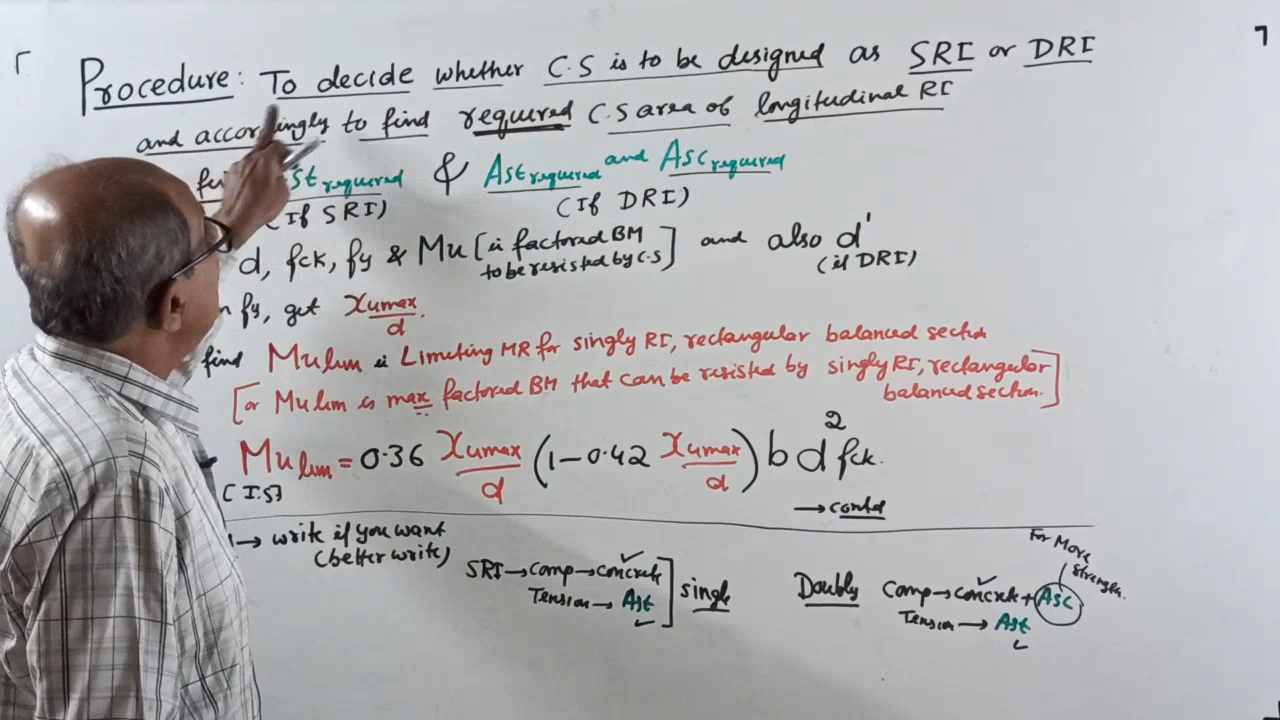 Procedure: To decide whether C.S is to be designed as SRI or DRI
and accordingly to find required C.S area of longitudinal RI
Ast required & Ast required and Asc required
(If SRI) (If DRI)
d, fck, fy & Mu [is factored BM to be resisted by C.S] and also d' (if DRI)
fy, get xumax/d.
find Mulim is Limiting MR for singly RI, rectangular balanced section
[or Mulim is max factored BM that can be resisted by singly RI, rectangular
balanced section.]
Mulim = 0.36 xumax/d (1-0.42 xumax/d) b d² fck.
(I.S)
→ contd
→ write if you want
(better write)
For More
Strength.
SRI → Comp → concrete
Tension → Ast
single
Doubly
Comp → concrete + Asc
Tension → Ast
7